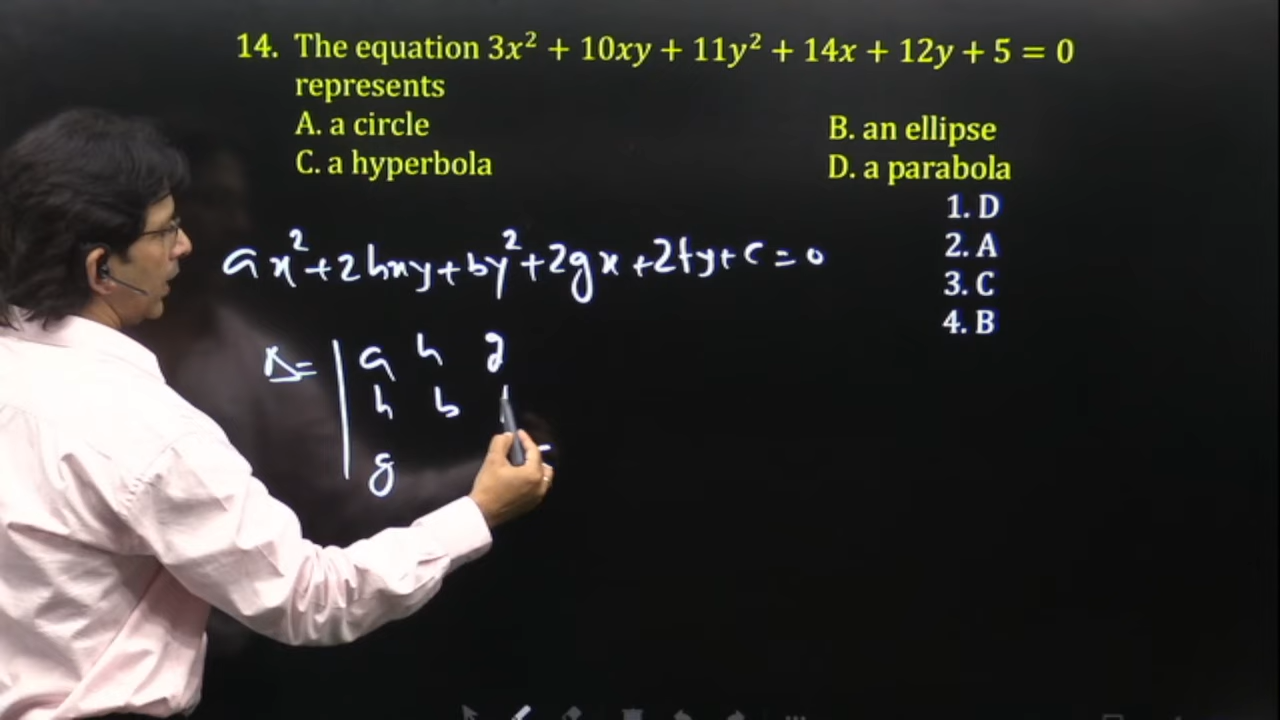 14. The equation 3x² + 10xy + 11y² + 14x + 12y + 5 = 0
represents
A. a circle
B. an ellipse
C. a hyperbola
D. a parabola
1. D
2. A
3. C
4. B
ax²+2hxy+by²+2gx+2fy+c=0
Δ= | a h g
h b
g